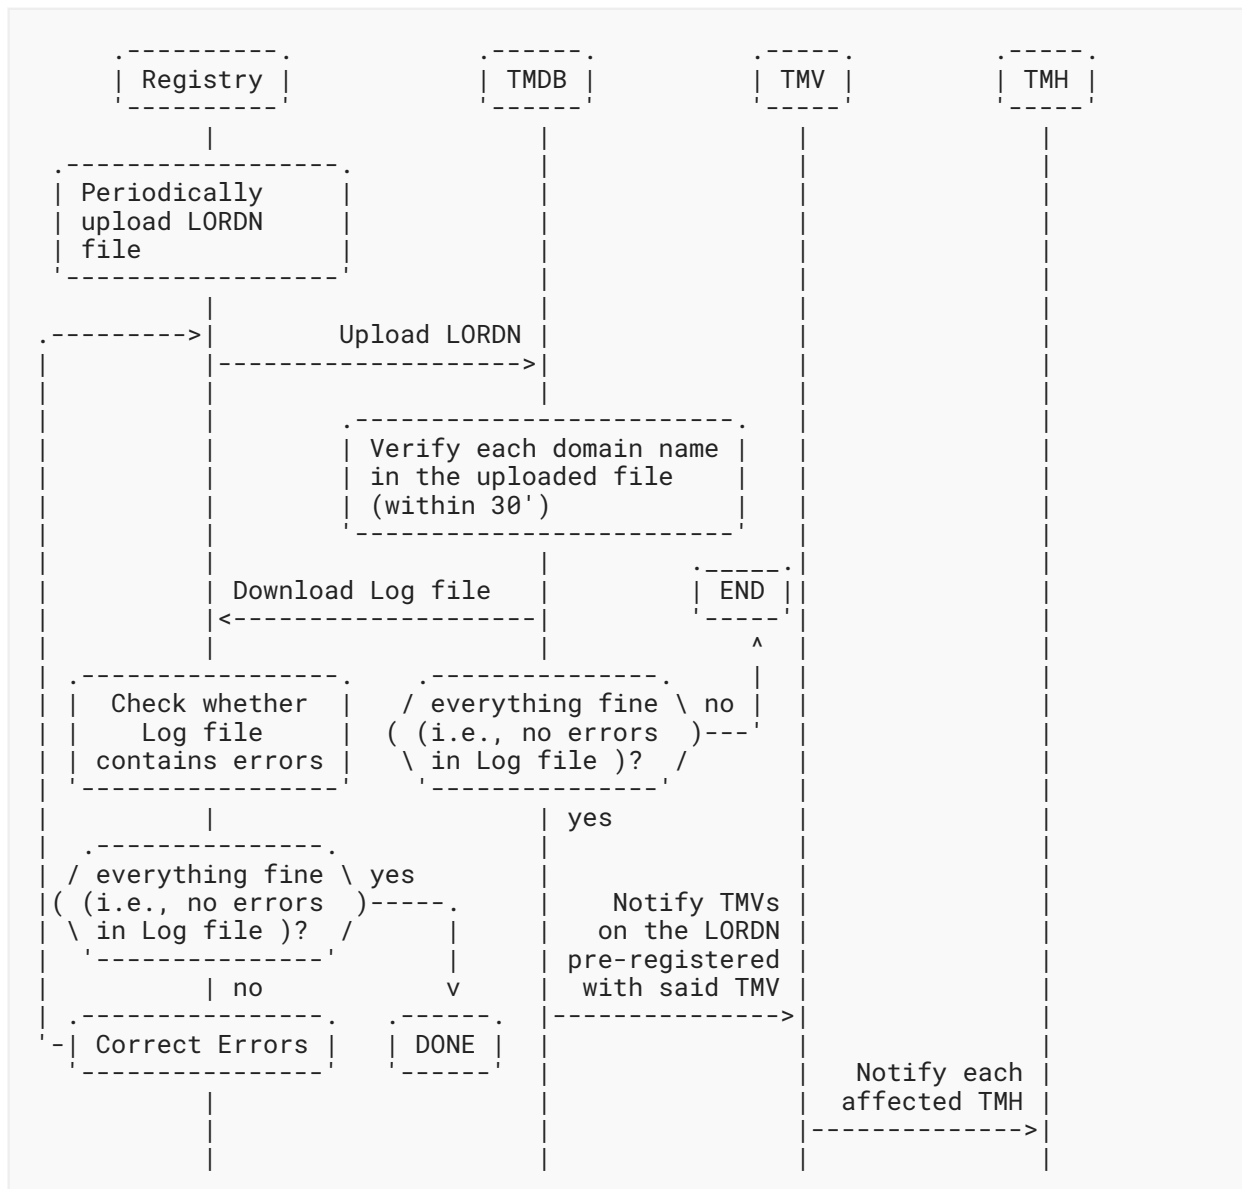 Registry TMDB TMV TMH
Periodically
upload LORDN
file
Upload LORDN
Verify each domain name
in the uploaded file
(within 30')
END
Download Log file
Check whether
Log file
contains errors
everything fine no
(i.e., no errors
in Log file )?
yes
everything fine yes
(i.e., no errors
in Log file )?
no
Notify TMVs
on the LORDN
pre-registered
with said TMV
Correct Errors
DONE
Notify each
affected TMH